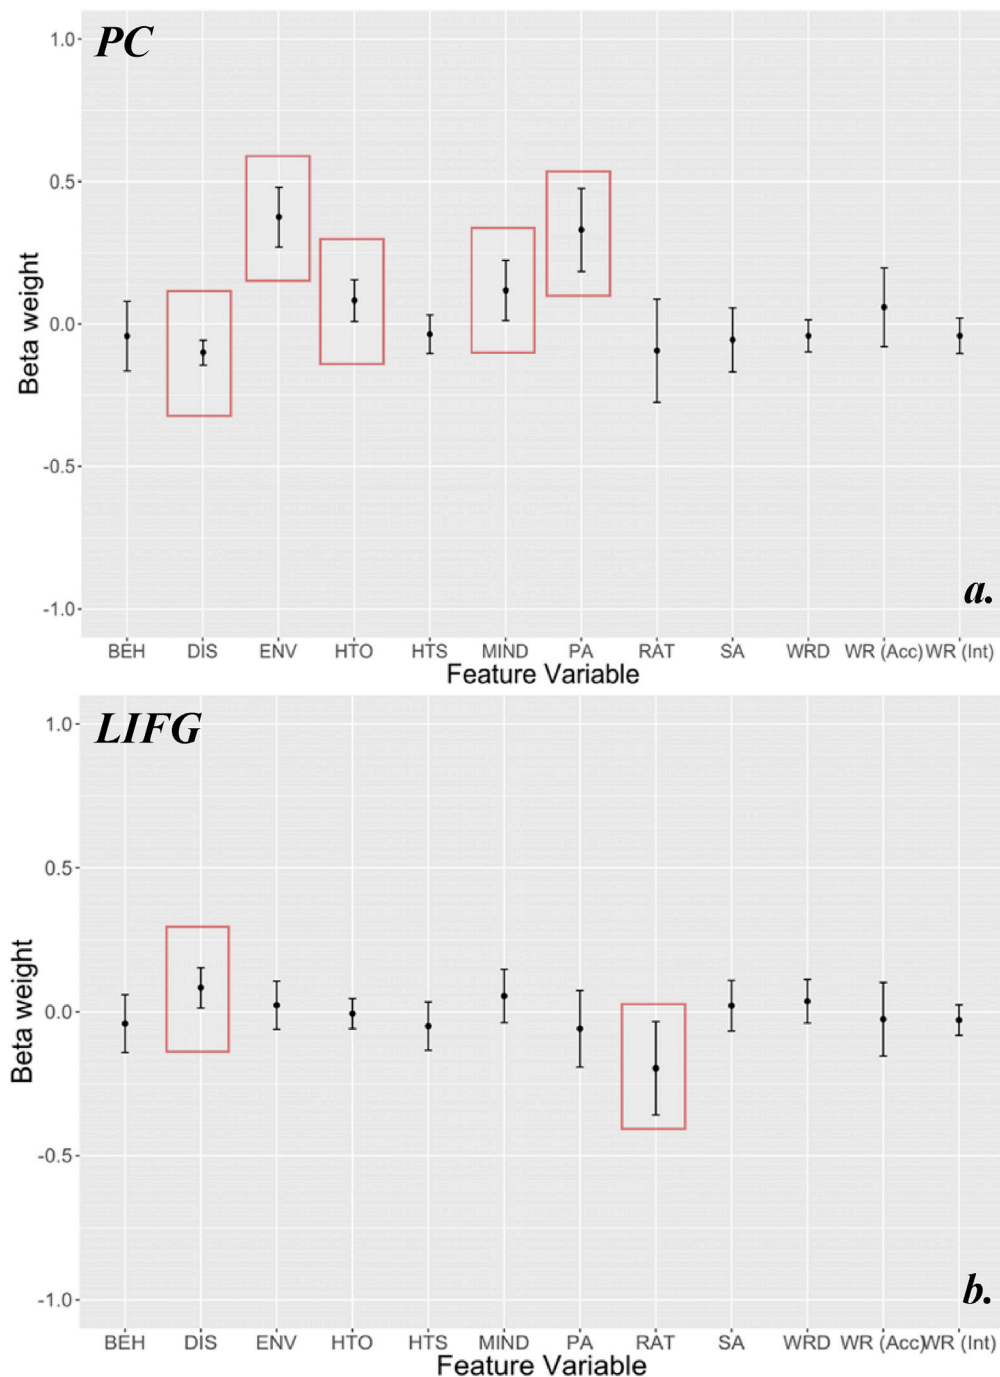 PC
1.0
0.5
0.0
-0.5
-1.0
Beta weight
a.
BEH DIS ENV HTO HTS MIND PA RAT SA WRD WR (Acc) WR (Int)
Feature Variable
LIFG
1.0
0.5
0.0
-0.5
-1.0
Beta weight
b.
BEH DIS ENV HTO HTS MIND PA RAT SA WRD WR (Acc) WR (Int)
Feature Variable